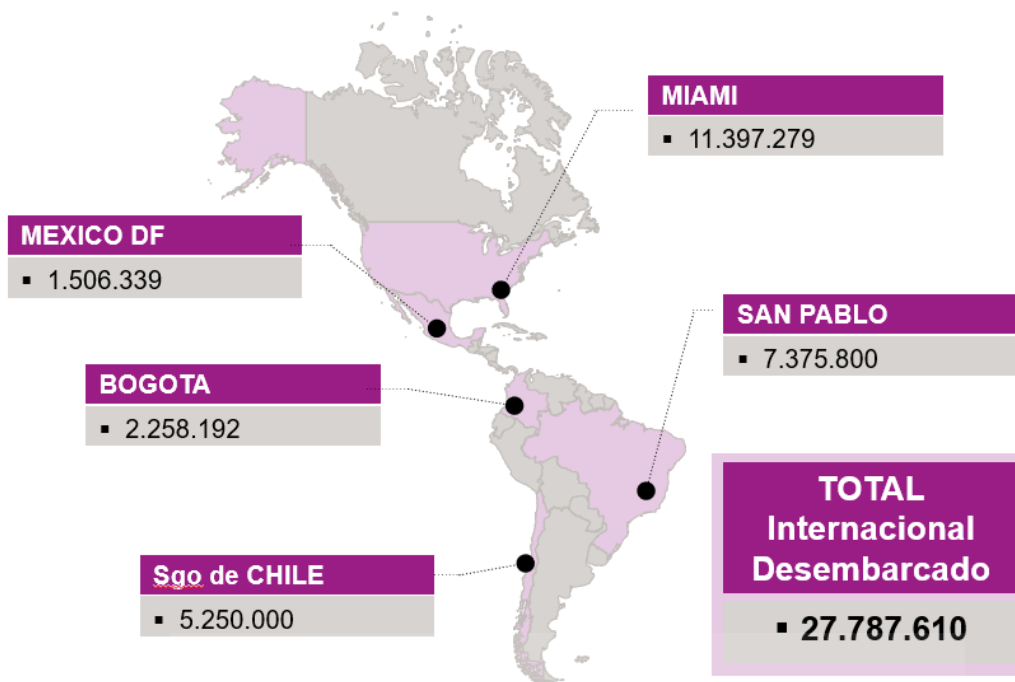 MIAMI
▪ 11.397.279
MEXICO DF
▪ 1.506.339
SAN PABLO
▪ 7.375.800
BOGOTA
▪ 2.258.192
TOTAL
Internacional
Desembarcado
▪ 27.787.610
Sgo de CHILE
▪ 5.250.000